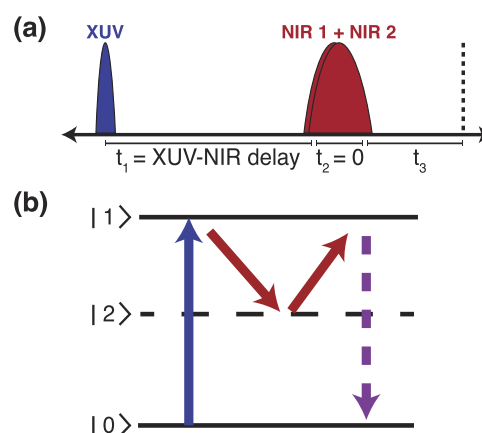 (a)
XUV
NIR 1 + NIR 2
t1 = XUV-NIR delay
t2 = 0
t3
(b)
|1>
|2>
|0>